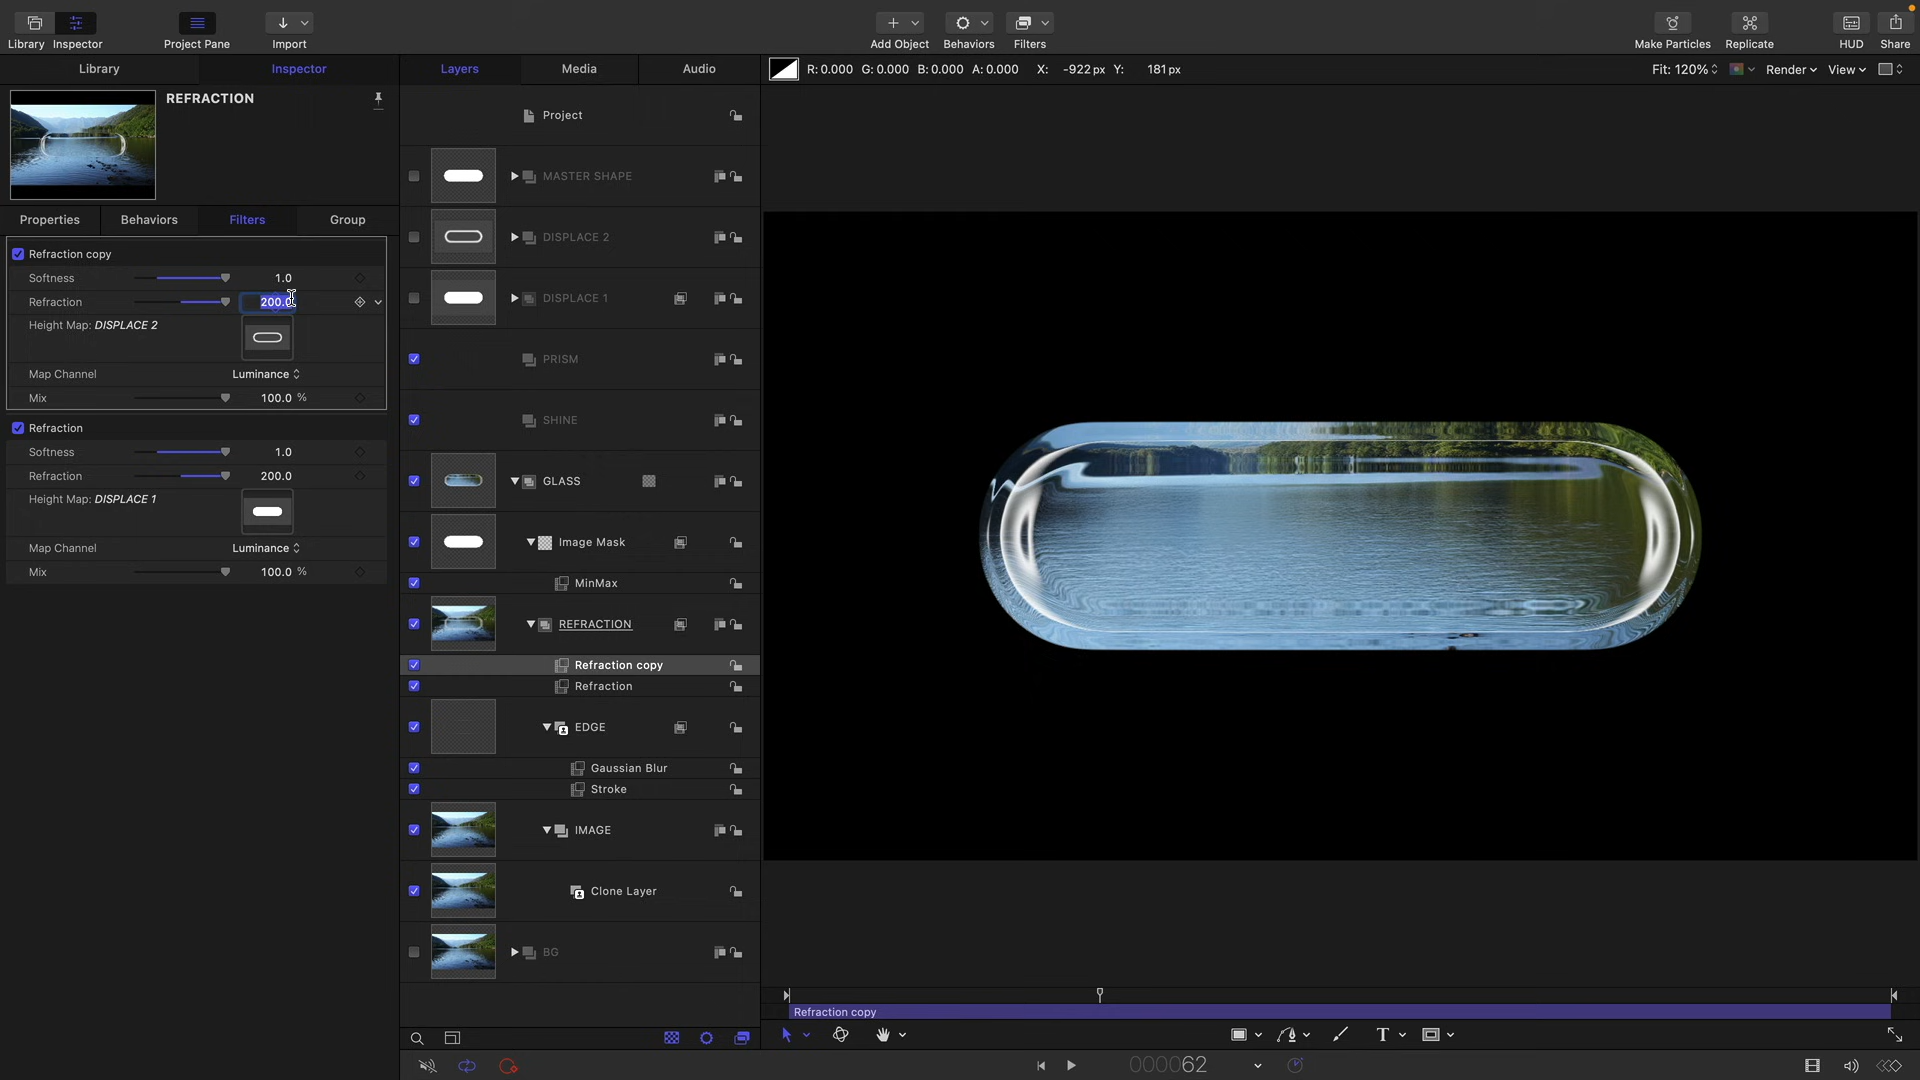 Library Inspector Project Pane Import Add Object Behaviors Filters Make Particles Replicate HUD Share
Library Inspector Layers Media Audio R: 0.000 G: 0.000 B: 0.000 A: 0.000 X: -922 px Y: 181 px Fit: 120% Render View
REFRACTION
Properties Behaviors Filters Group
Refraction copy
Softness 1.0
Refraction 200.0
Height Map: DISPLACE 2
Map Channel Luminance
Mix 100.0 %
Refraction
Softness 1.0
Refraction 200.0
Height Map: DISPLACE 1
Map Channel Luminance
Mix 100.0 %
Project
MASTER SHAPE
DISPLACE 2
DISPLACE 1
PRISM
SHINE
GLASS
Image Mask
MinMax
REFRACTION
Refraction copy
Refraction
EDGE
Gaussian Blur
Stroke
IMAGE
Clone Layer
BG
Refraction copy
T
000062